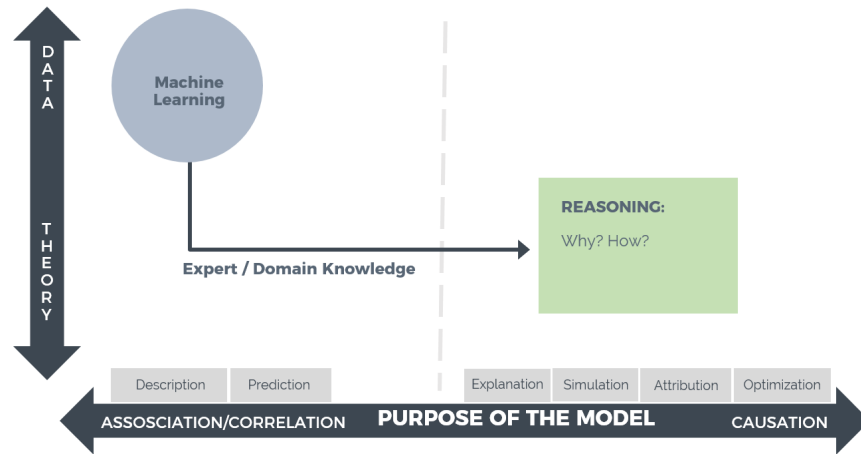 DATA
THEORY
Machine
Learning
REASONING:
Why? How?
Expert / Domain Knowledge
Description
Prediction
Explanation
Simulation
Attribution
Optimization
ASSOSCIATION/CORRELATION
PURPOSE OF THE MODEL
CAUSATION